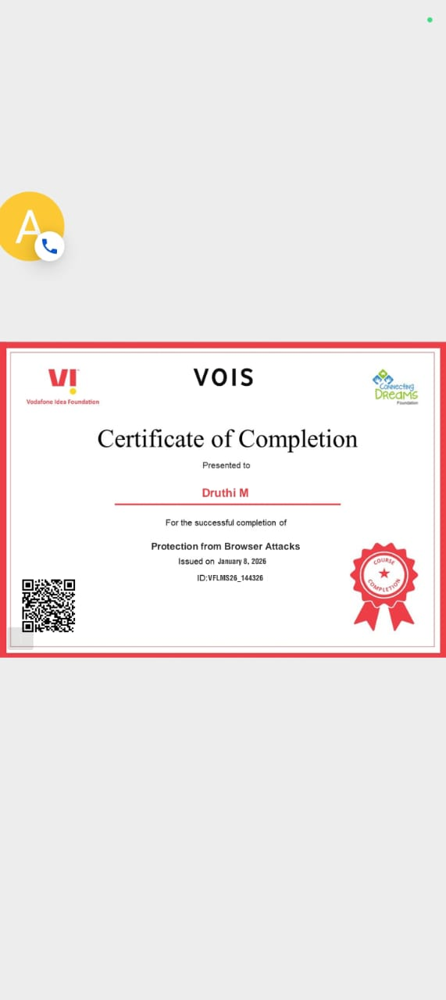 A
VI
Vodafone Idea Foundation
VOIS
Connecting
Dreams
Foundation
Certificate of Completion
Presented to
Druthi M
For the successful completion of
Protection from Browser Attacks
Issued on January 8, 2026
ID:VFLMS26_144326
COURSE
COMPLETION